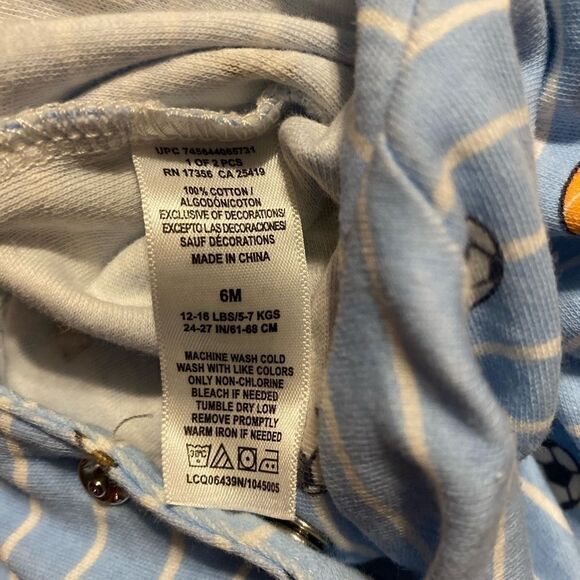 UPC 745644065731
1 OF 2 PCS
RN 17356 CA 25419
100% COTTON/
ALGODÓN/COTON
EXCLUSIVE OF DECORATIONS/
EXCEPTO LAS DECORACIONES/
SAUF DÉCORATIONS
MADE IN CHINA
6M
12-16 LBS/5-7 KGS
24-27 IN/61-68 CM
MACHINE WASH COLD
WASH WITH LIKE COLORS
ONLY NON-CHLORINE
BLEACH IF NEEDED
TUMBLE DRY LOW
REMOVE PROMPTLY
WARM IRON IF NEEDED
30°C
LCQ06439N/1045005